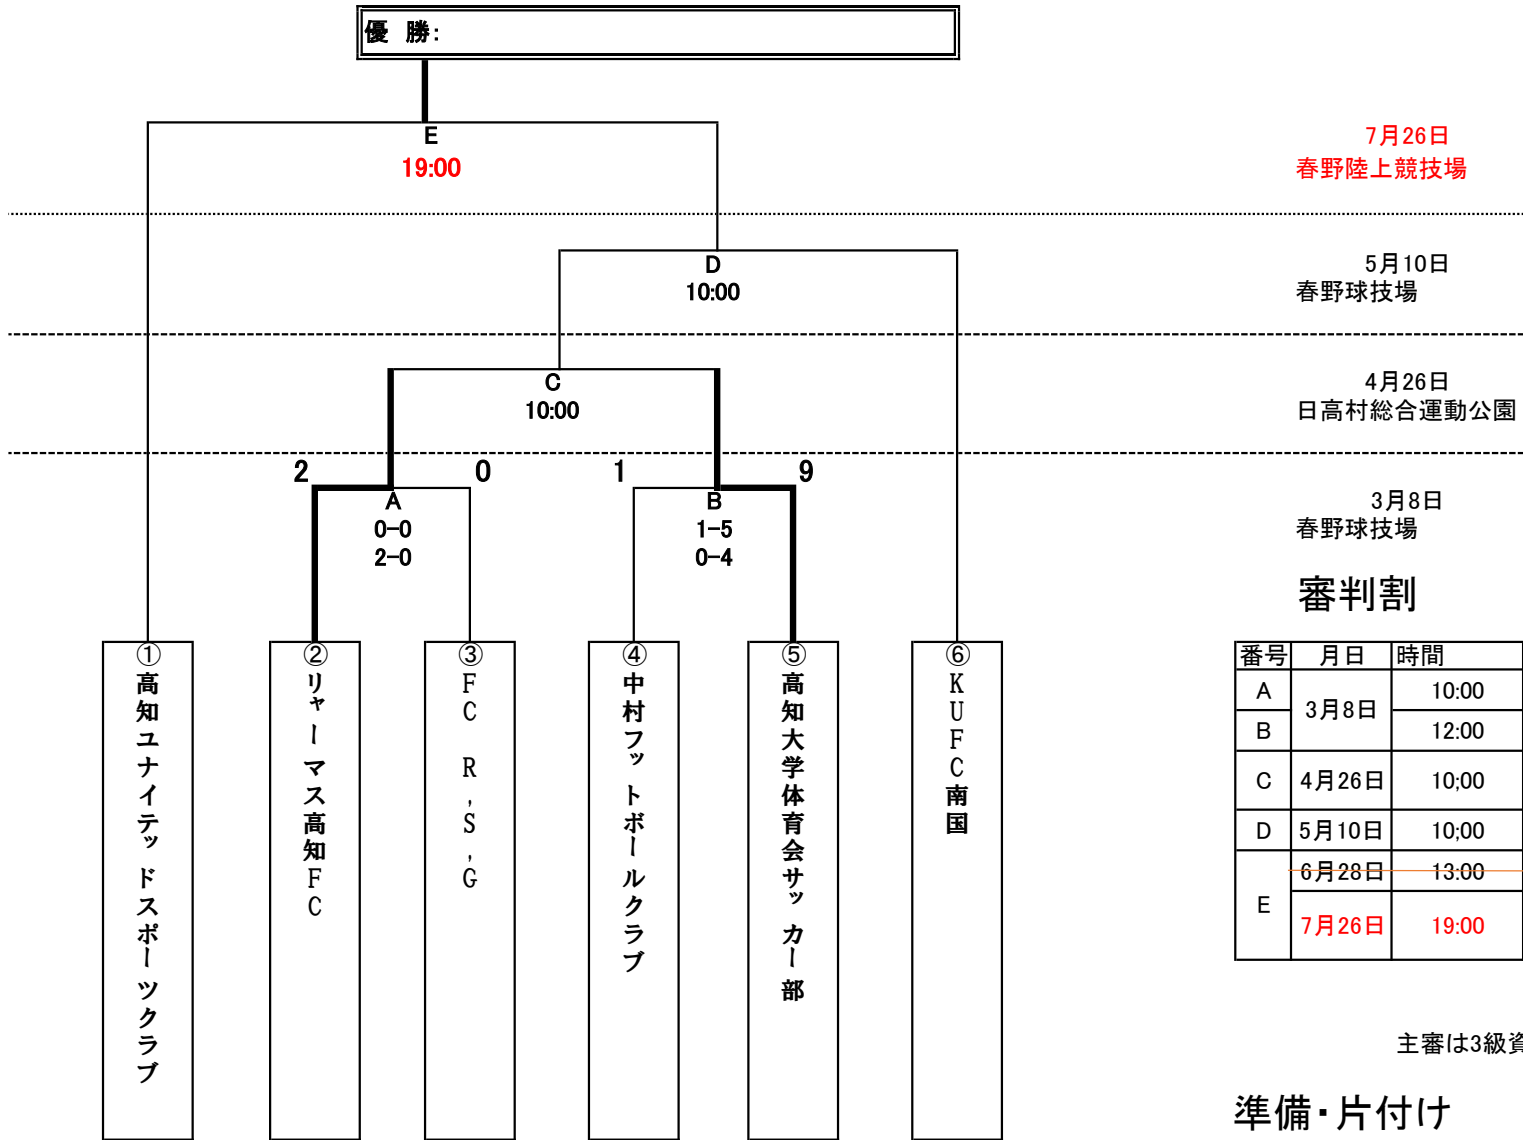 優 勝:
E
19:00
7月26日
春野陸上競技場
D
10:00
5月10日
春野球技場
C
10:00
4月26日
日高村総合運動公園
2 0 1 9
A
0-0
2-0
B
1-5
0-4
3月8日
春野球技場
①
高知ユナイテッドスポーツクラブ
②
リャーマス高知FC
③
FC R,S,G
④
中村フットボールクラブ
⑤
高知大学体育会サッカー部
⑥
KUFC南国
審判割
番号 月日 時間
A 3月8日 10:00
B 12:00
C 4月26日 10;00
D 5月10日 10;00
E 6月28日 13:00
7月26日 19:00
主審は3級資
準備・片付け